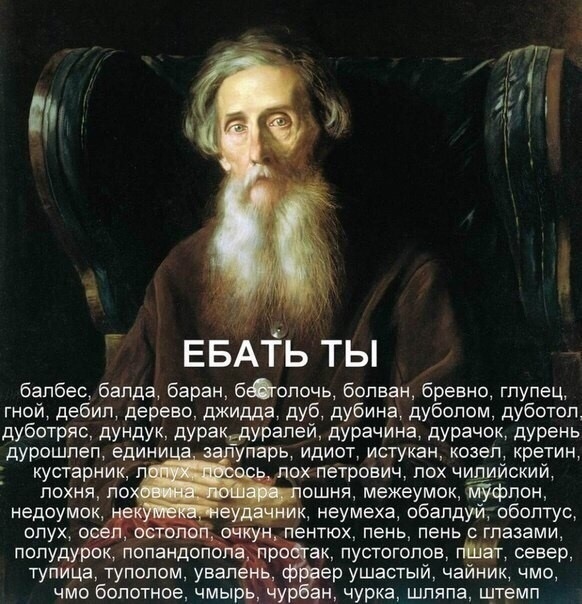 ЕБАТЬ ТЫ
балбес, балда, баран, бестолочь, болван, бревно, глупец,
гной, дебил, дерево, джидда, дуб, дубина, дуболом, дуботол,
дуботряс, дундук, дурак, дуралей, дурачина, дурачок, дурень,
дурошлеп, единица, залупарь, идиот, истукан, козел, кретин,
кустарник, лопух, лосось, лох петрович, лох чилийский,
лохня, лоховина, лошара, лошня, межеумок, муфлон,
недоумок, некумека, неудачник, неумеха, обалдуй, оболтус,
олух, осел, остолоп, очкун, пентюх, пень, пень с глазами,
полудурок, попандопола, простак, пустоголов, пшат, север,
тупица, туполом, увалень, фраер ушастый, чайник, чмо,
чмо болотное, чмырь, чурбан, чурка, шляпа, штемп